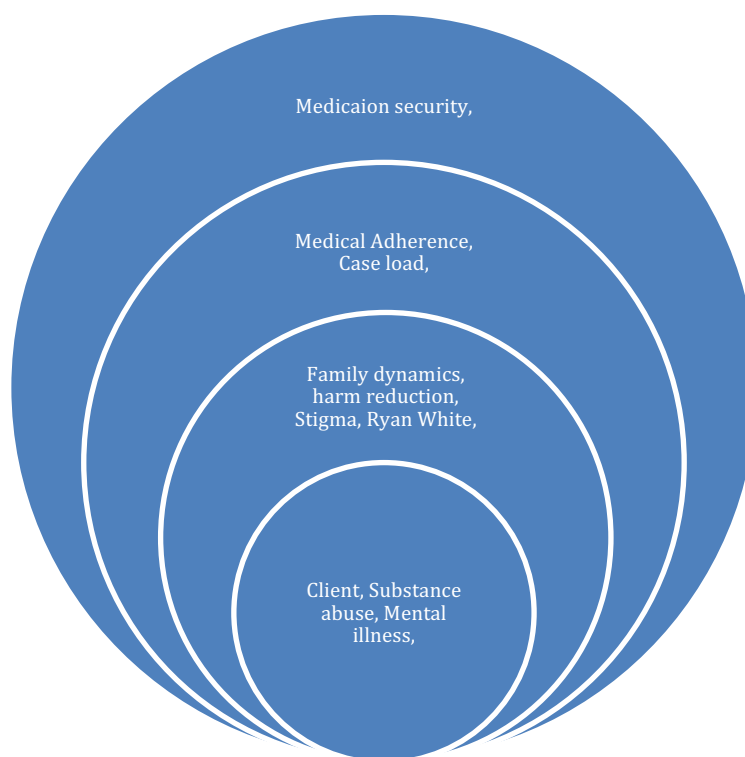 Medicaion security,
Medical Adherence,
Case load,
Family dynamics,
harm reduction,
Stigma, Ryan White,
Client, Substance
abuse, Mental
illness,